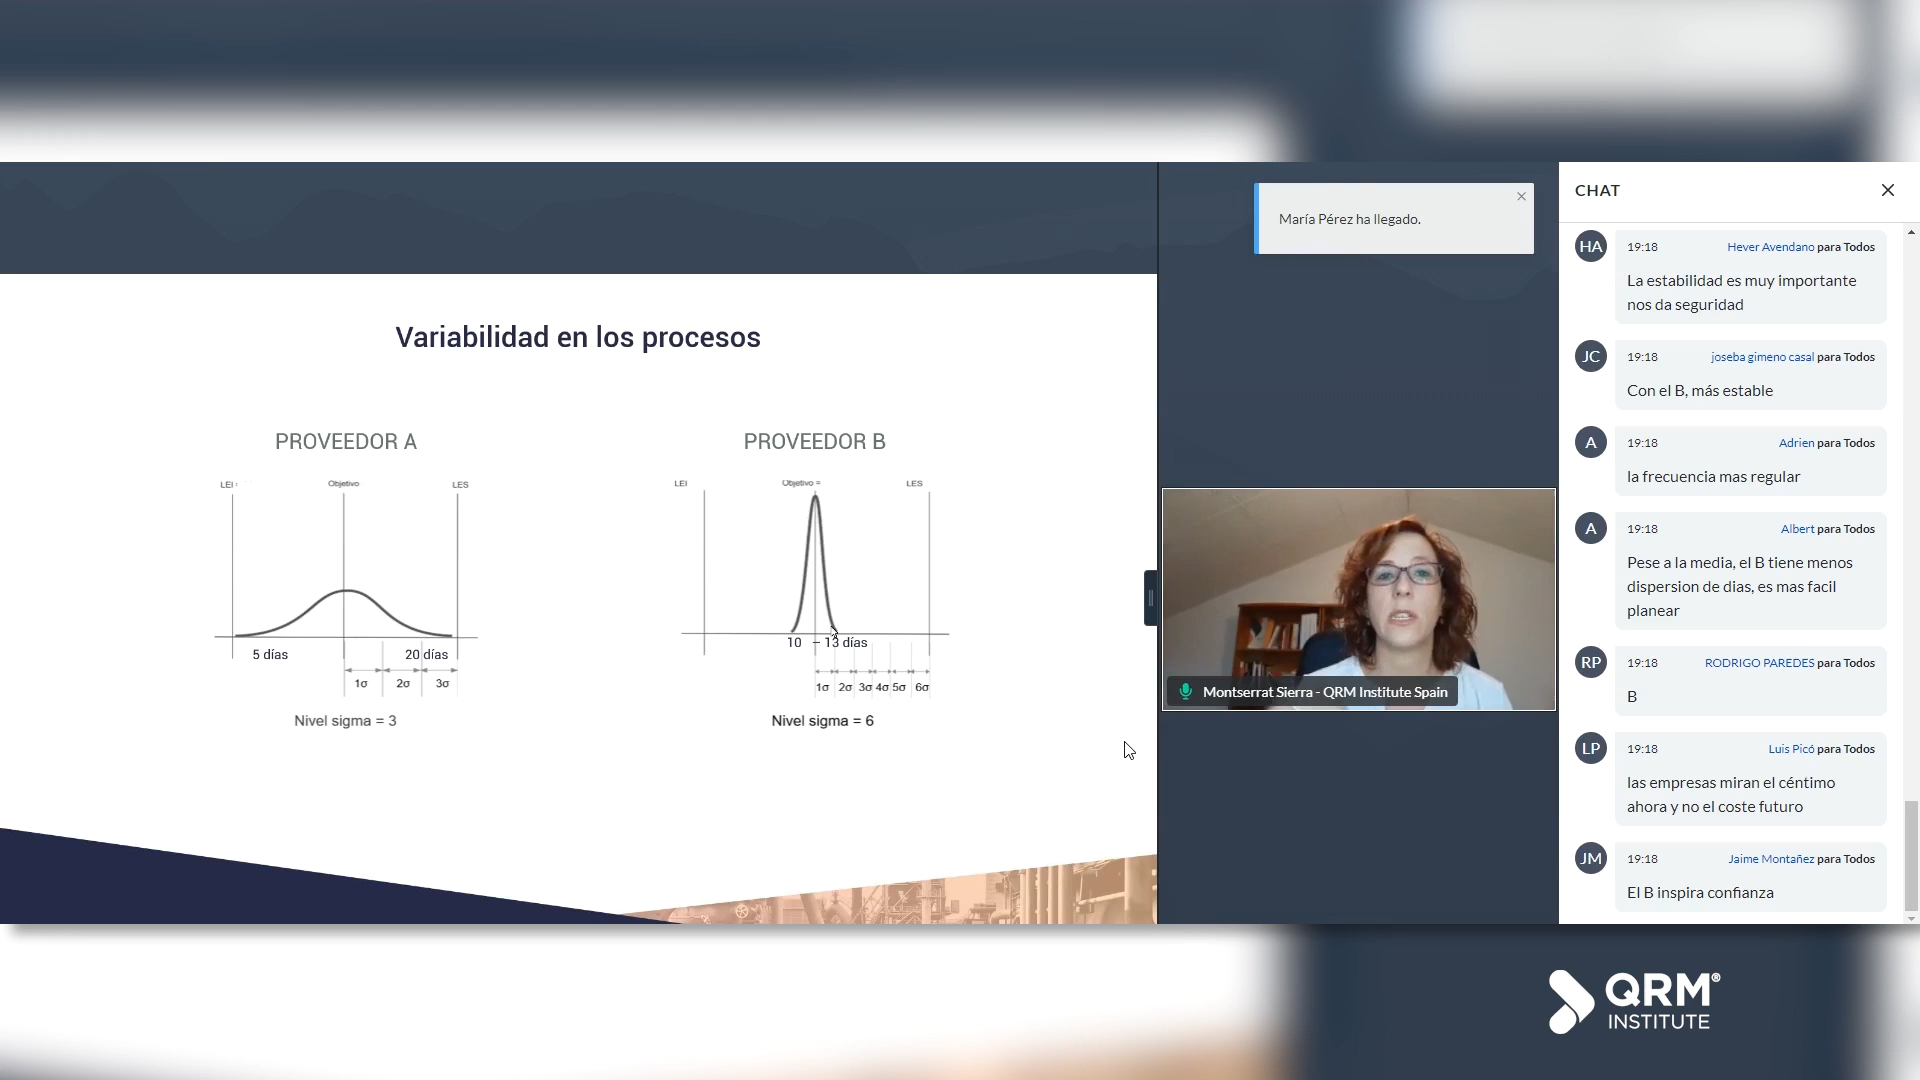 Variabilidad en los procesos
PROVEEDOR A
LEI
Objetivo
LES
5 días
20 días
1σ
2σ
3σ
Nivel sigma = 3
PROVEEDOR B
LEI
Objetivo =
LES
10 – 13 días
1σ
2σ
3σ
4σ
5σ
6σ
Nivel sigma = 6
María Pérez ha llegado.
Montserrat Sierra - QRM Institute Spain
CHAT
HA
19:18 Hever Avendano para Todos
La estabilidad es muy importante
nos da seguridad
JC
19:18 joseba gimeno casal para Todos
Con el B, más estable
A
19:18 Adrien para Todos
la frecuencia mas regular
A
19:18 Albert para Todos
Pese a la media, el B tiene menos
dispersion de dias, es mas facil
planear
RP
19:18 RODRIGO PAREDES para Todos
B
LP
19:18 Luis Picó para Todos
las empresas miran el céntimo
ahora y no el coste futuro
JM
19:18 Jaime Montañez para Todos
El B inspira confianza
QRM®
INSTITUTE